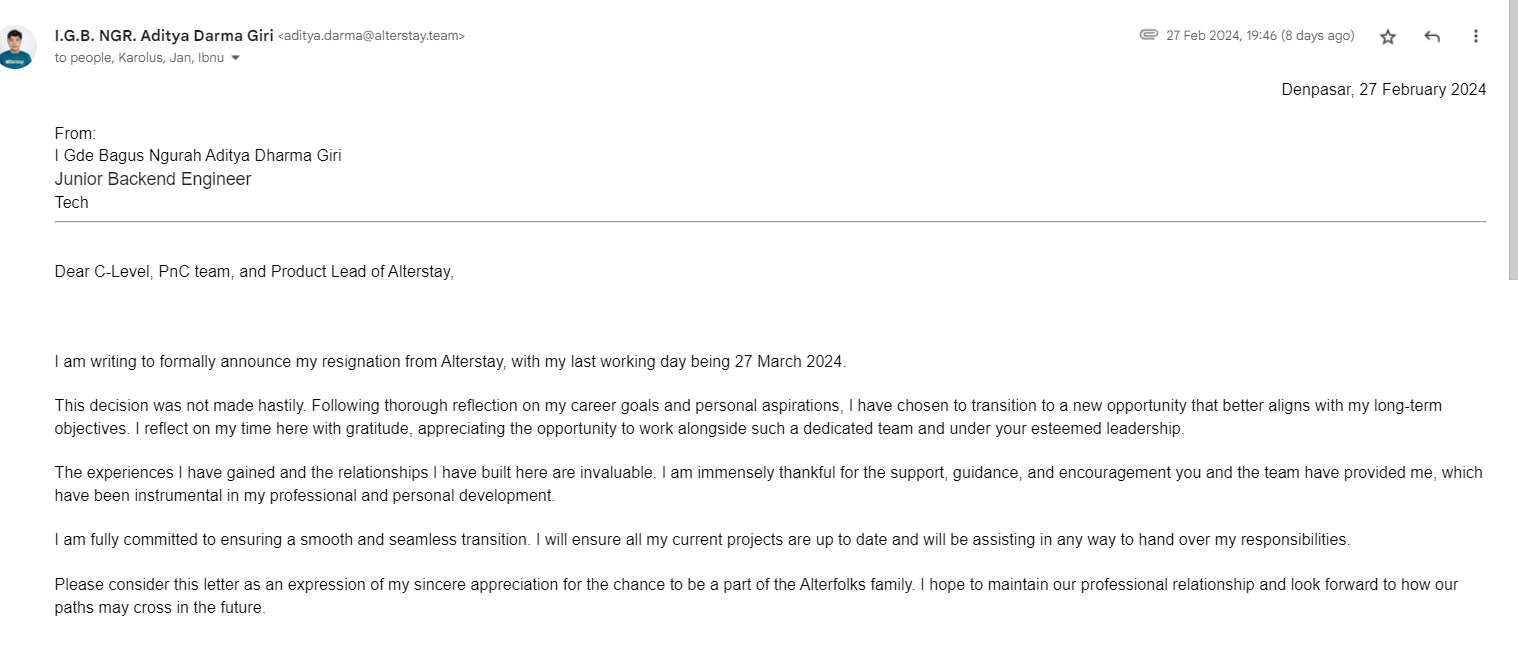 I.G.B. NGR. Aditya Darma Giri <aditya.darma@alterstay.team>
27 Feb 2024, 19:46 (8 days ago)
to people, Karolus, Jan, Ibnu
Denpasar, 27 February 2024
From:
I Gde Bagus Ngurah Aditya Dharma Giri
Junior Backend Engineer
Tech
Dear C-Level, PnC team, and Product Lead of Alterstay,
I am writing to formally announce my resignation from Alterstay, with my last working day being 27 March 2024.
This decision was not made hastily. Following thorough reflection on my career goals and personal aspirations, I have chosen to transition to a new opportunity that better aligns with my long-term
objectives. I reflect on my time here with gratitude, appreciating the opportunity to work alongside such a dedicated team and under your esteemed leadership.
The experiences I have gained and the relationships I have built here are invaluable. I am immensely thankful for the support, guidance, and encouragement you and the team have provided me, which
have been instrumental in my professional and personal development.
I am fully committed to ensuring a smooth and seamless transition. I will ensure all my current projects are up to date and will be assisting in any way to hand over my responsibilities.
Please consider this letter as an expression of my sincere appreciation for the chance to be a part of the Alterfolks family. I hope to maintain our professional relationship and look forward to how our
paths may cross in the future.